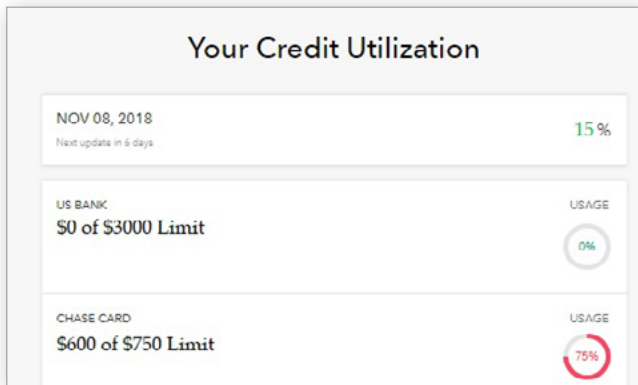 Your Credit Utilization
NOV 08, 2018
15%
Next update in 6 days
US BANK
USAGE
$0 of $3000 Limit
0%
CHASE CARD
USAGE
$600 of $750 Limit
75%